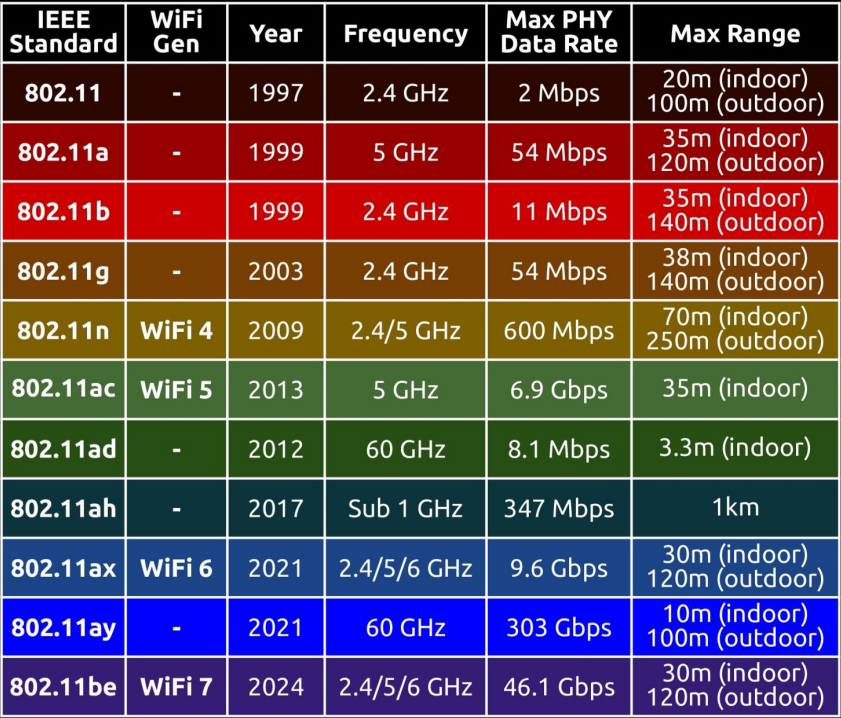 IEEE Standard | WiFi Gen | Year | Frequency | Max PHY Data Rate | Max Range
802.11 | - | 1997 | 2.4 GHz | 2 Mbps | 20m (indoor) 100m (outdoor)
802.11a | - | 1999 | 5 GHz | 54 Mbps | 35m (indoor) 120m (outdoor)
802.11b | - | 1999 | 2.4 GHz | 11 Mbps | 35m (indoor) 140m (outdoor)
802.11g | - | 2003 | 2.4 GHz | 54 Mbps | 38m (indoor) 140m (outdoor)
802.11n | WiFi 4 | 2009 | 2.4/5 GHz | 600 Mbps | 70m (indoor) 250m (outdoor)
802.11ac | WiFi 5 | 2013 | 5 GHz | 6.9 Gbps | 35m (indoor)
802.11ad | - | 2012 | 60 GHz | 8.1 Mbps | 3.3m (indoor)
802.11ah | - | 2017 | Sub 1 GHz | 347 Mbps | 1km
802.11ax | WiFi 6 | 2021 | 2.4/5/6 GHz | 9.6 Gbps | 30m (indoor) 120m (outdoor)
802.11ay | - | 2021 | 60 GHz | 303 Gbps | 10m (indoor) 100m (outdoor)
802.11be | WiFi 7 | 2024 | 2.4/5/6 GHz | 46.1 Gbps | 30m (indoor) 120m (outdoor)